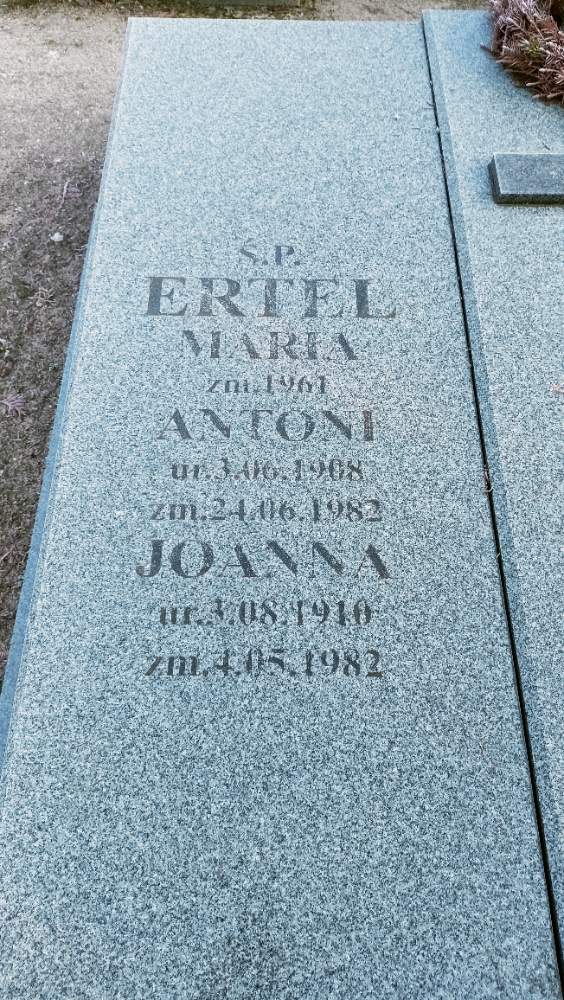 Ś.P.
ERTEL
MARIA
zm.1961
ANTONI
ur.3.06.1908
zm.24.06.1982
JOANNA
ur.3.08.1910
zm.4.05.1982